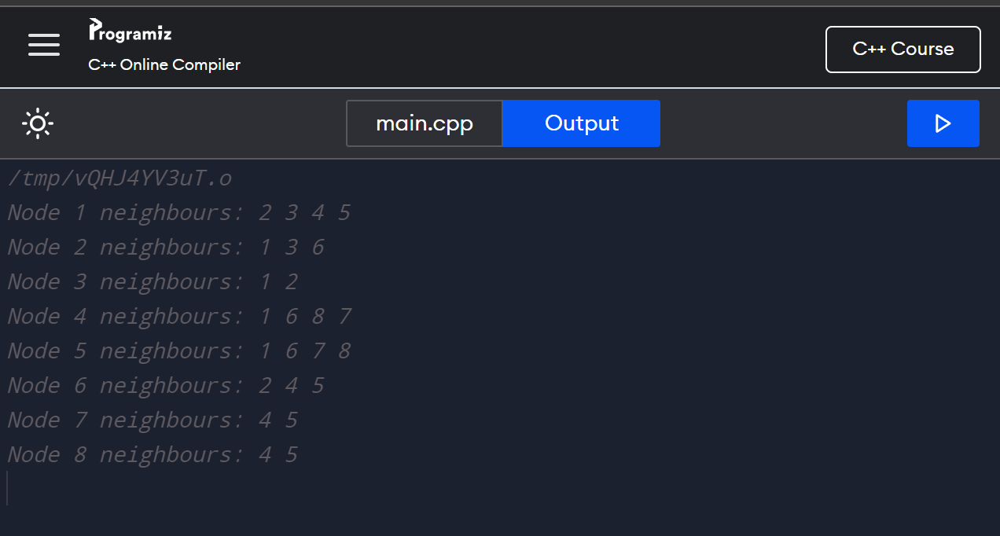 Programiz
C++ Online Compiler
C++ Course
main.cpp
Output
/tmp/vQHJ4YV3uT.o
Node 1 neighbours: 2 3 4 5
Node 2 neighbours: 1 3 6
Node 3 neighbours: 1 2
Node 4 neighbours: 1 6 8 7
Node 5 neighbours: 1 6 7 8
Node 6 neighbours: 2 4 5
Node 7 neighbours: 4 5
Node 8 neighbours: 4 5